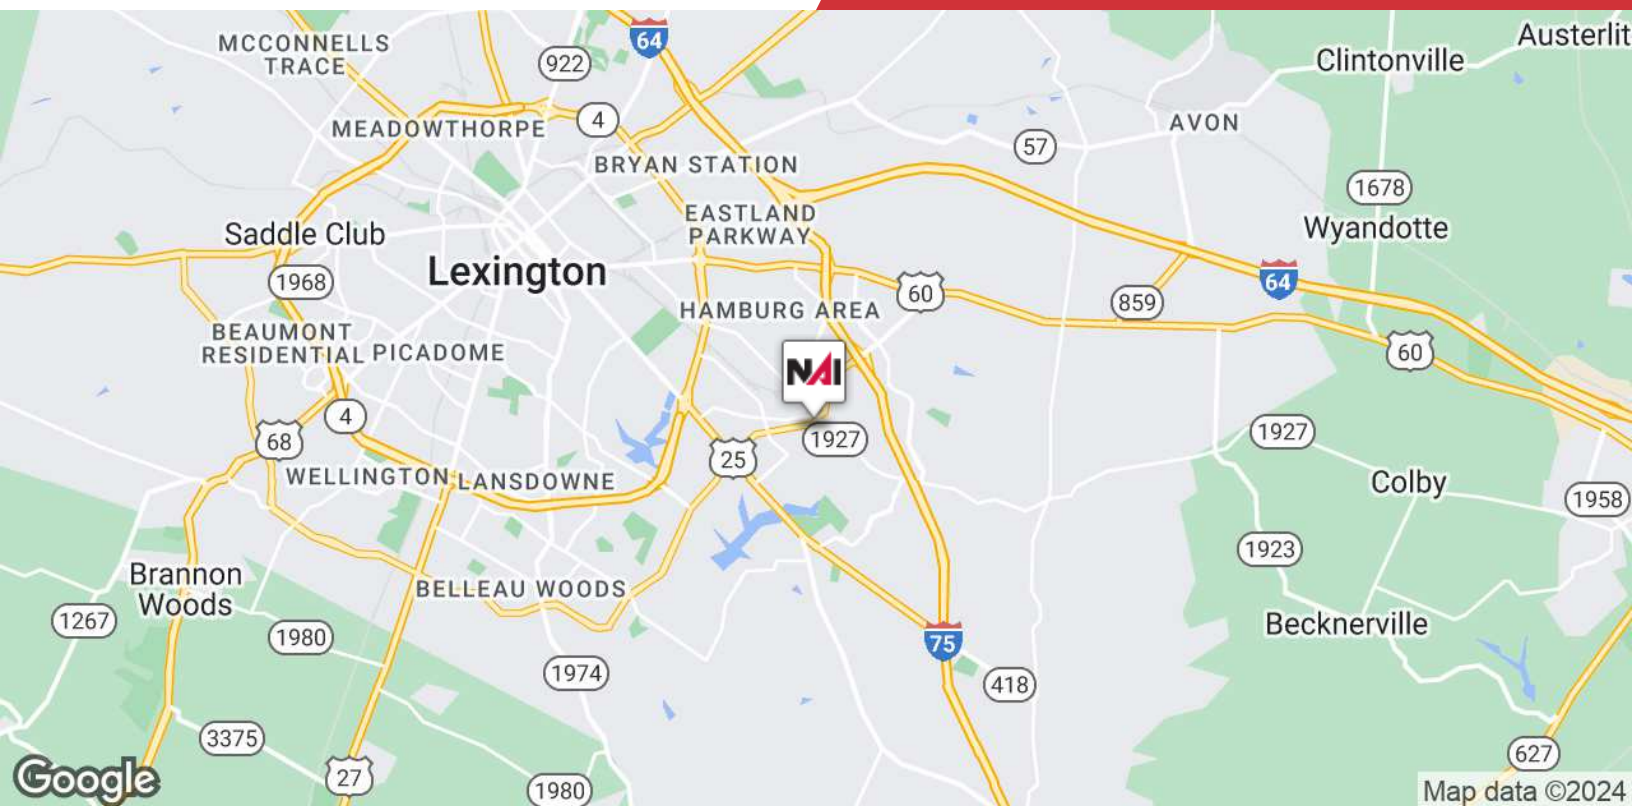 64
Austerlit
MCCONNELLS
TRACE
922
Clintonville
4
AVON
MEADOWTHORPE
57
BRYAN STATION
1678
EASTLAND
PARKWAY
Wyandotte
Saddle Club
Lexington
1968
60
64
859
HAMBURG AREA
BEAUMONT
RESIDENTIAL
PICADOME
60
NAI
4
68
1927
1927
25
WELLINGTON
LANSDOWNE
Colby
1958
1923
Brannon
Woods
BELLEAU WOODS
1267
Becknerville
1980
75
1974
418
3375
627
27
1980
Google
Map data ©2024